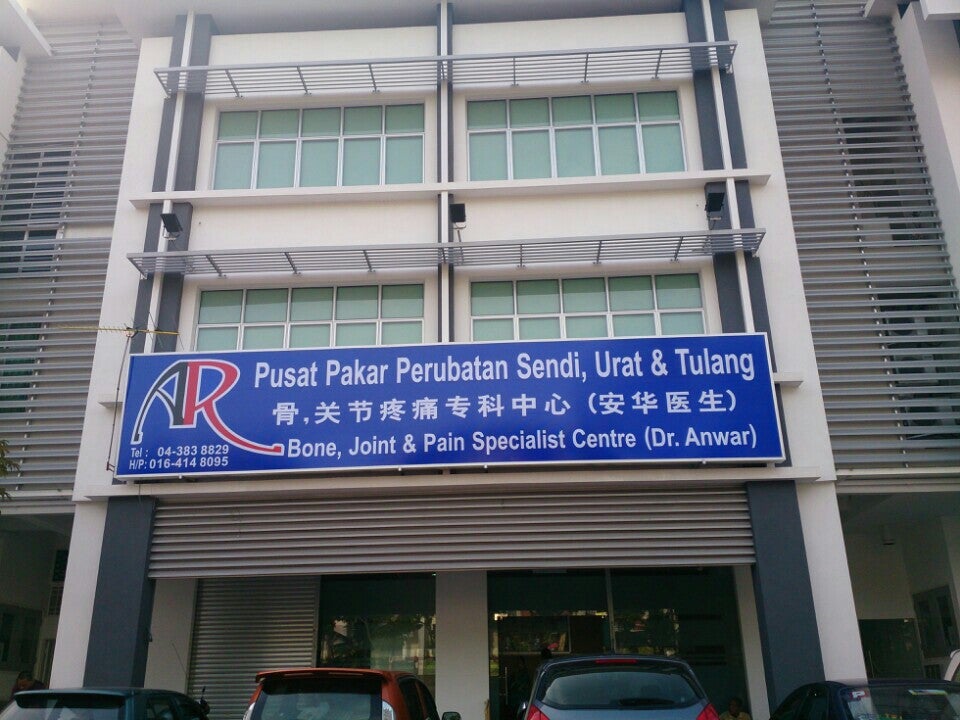 AR
Pusat Pakar Perubatan Sendi, Urat & Tulang
骨,关节疼痛专科中心 (安华医生)
Bone, Joint & Pain Specialist Centre (Dr. Anwar)
Tel : 04-383 8829
H/P: 016-414 8095